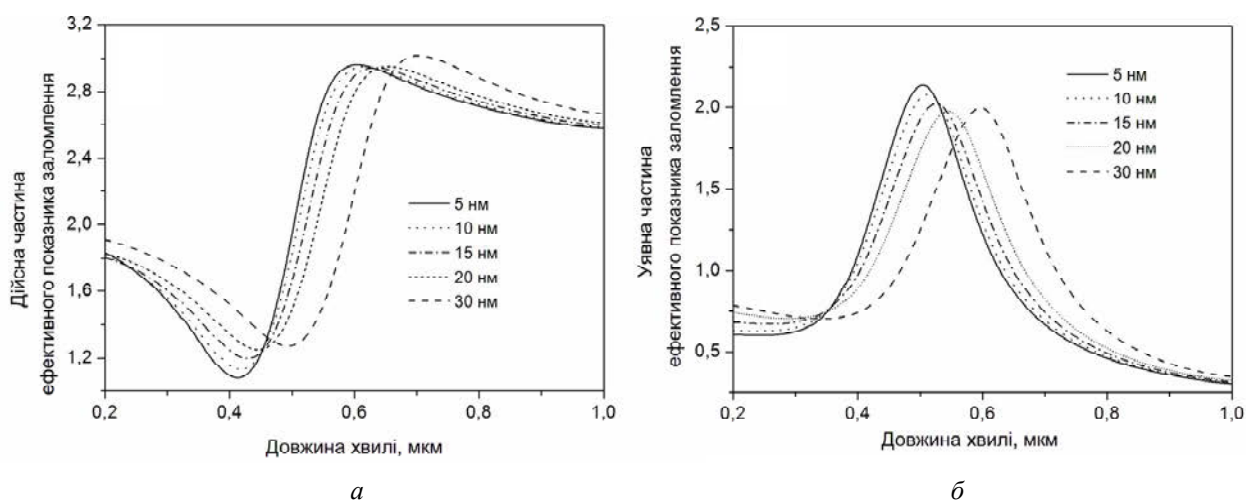 Дійсна частина
ефективного показника заломлення
3,2
2,8
2,4
2,0
1,6
1,2
5 нм
10 нм
15 нм
20 нм
30 нм
0,2
0,4
0,6
0,8
1,0
Довжина хвилі, мкм
а
Уявна частина
ефективного показника заломлення
2,5
2,0
1,5
1,0
0,5
5 нм
10 нм
15 нм
20 нм
30 нм
0,2
0,4
0,6
0,8
1,0
Довжина хвилі, мкм
б